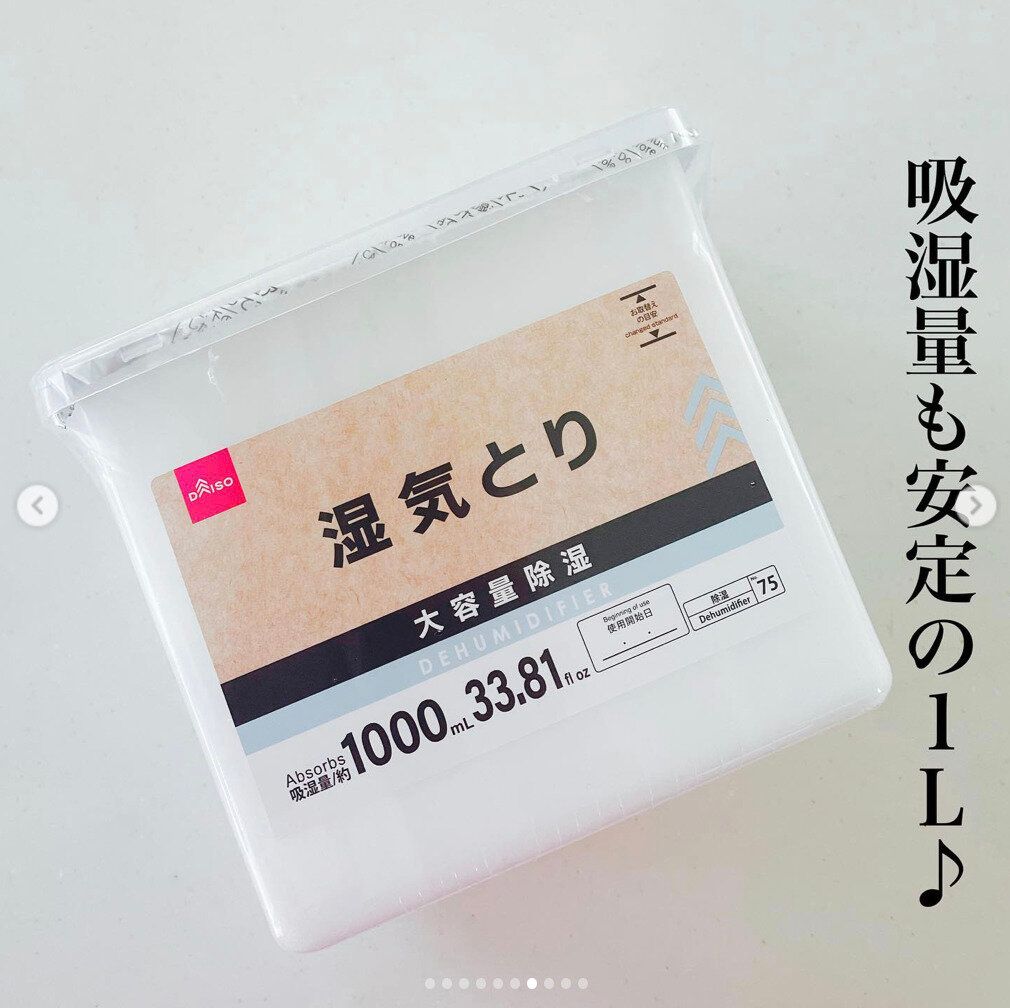 吸湿量も安定の1L♪
お取替え
の目安
changed standard
DAISO
湿気とり
大容量除湿
DEHUMIDIFIER
Beginning of use
使用開始日
除湿
Dehumidifier
No.
75
Absorbs
吸湿量/約
1000mL 33.81fl oz